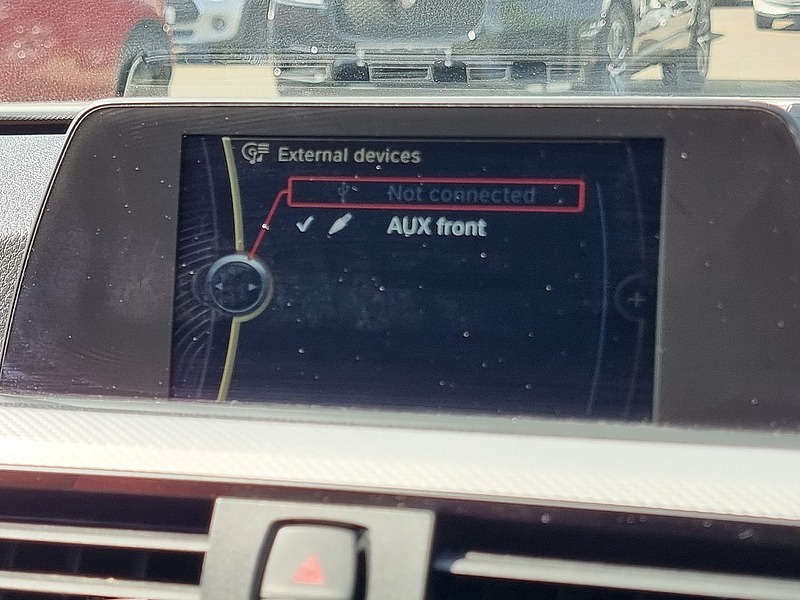 External devices
Not connected
AUX front